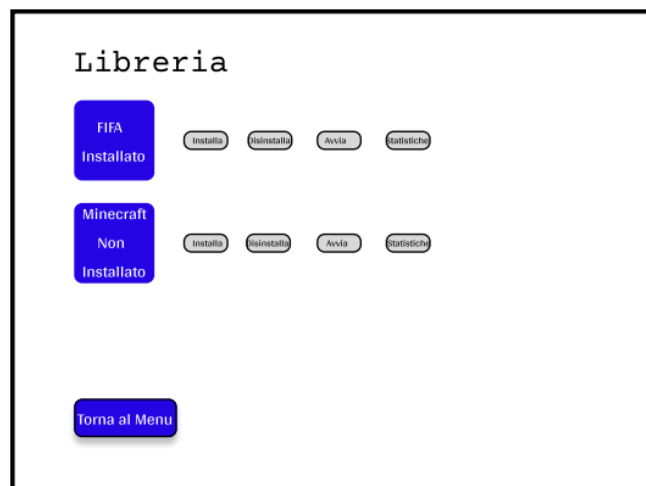 Libreria
FIFA
Installato
Installa Disinstalla Avvia Statistiche
Minecraft
Non
Installato
Installa Disinstalla Avvia Statistiche
Torna al Menu